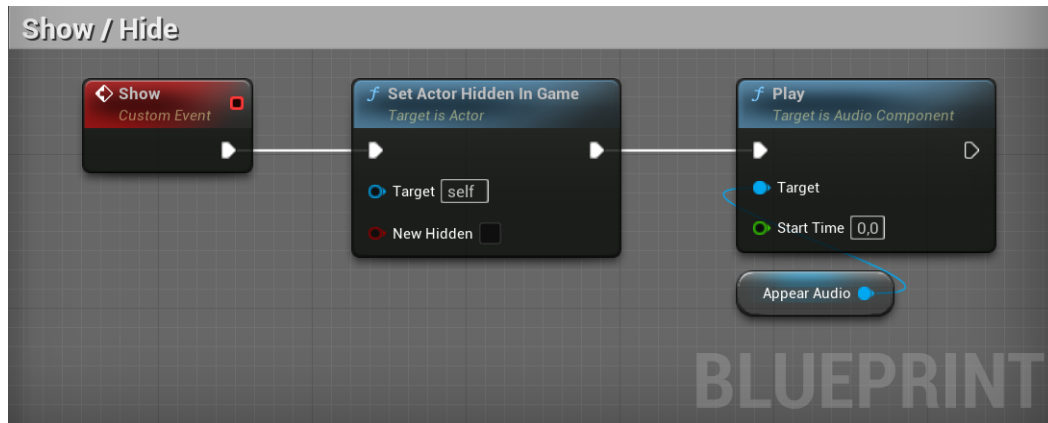 Show / Hide
Show
Custom Event
f Set Actor Hidden In Game
Target is Actor
Target self
New Hidden
f Play
Target is Audio Component
Target
Start Time 0,0
Appear Audio
BLUEPRINT